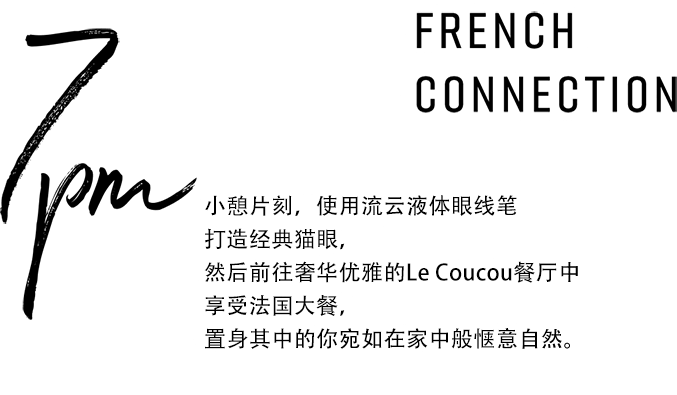 7pm
FRENCH
CONNECTION
小憩片刻，使用流云液体眼线笔
打造经典猫眼，
然后前往奢华优雅的Le Coucou餐厅中
享受法国大餐，
置身其中的你宛如在家中般惬意自然。